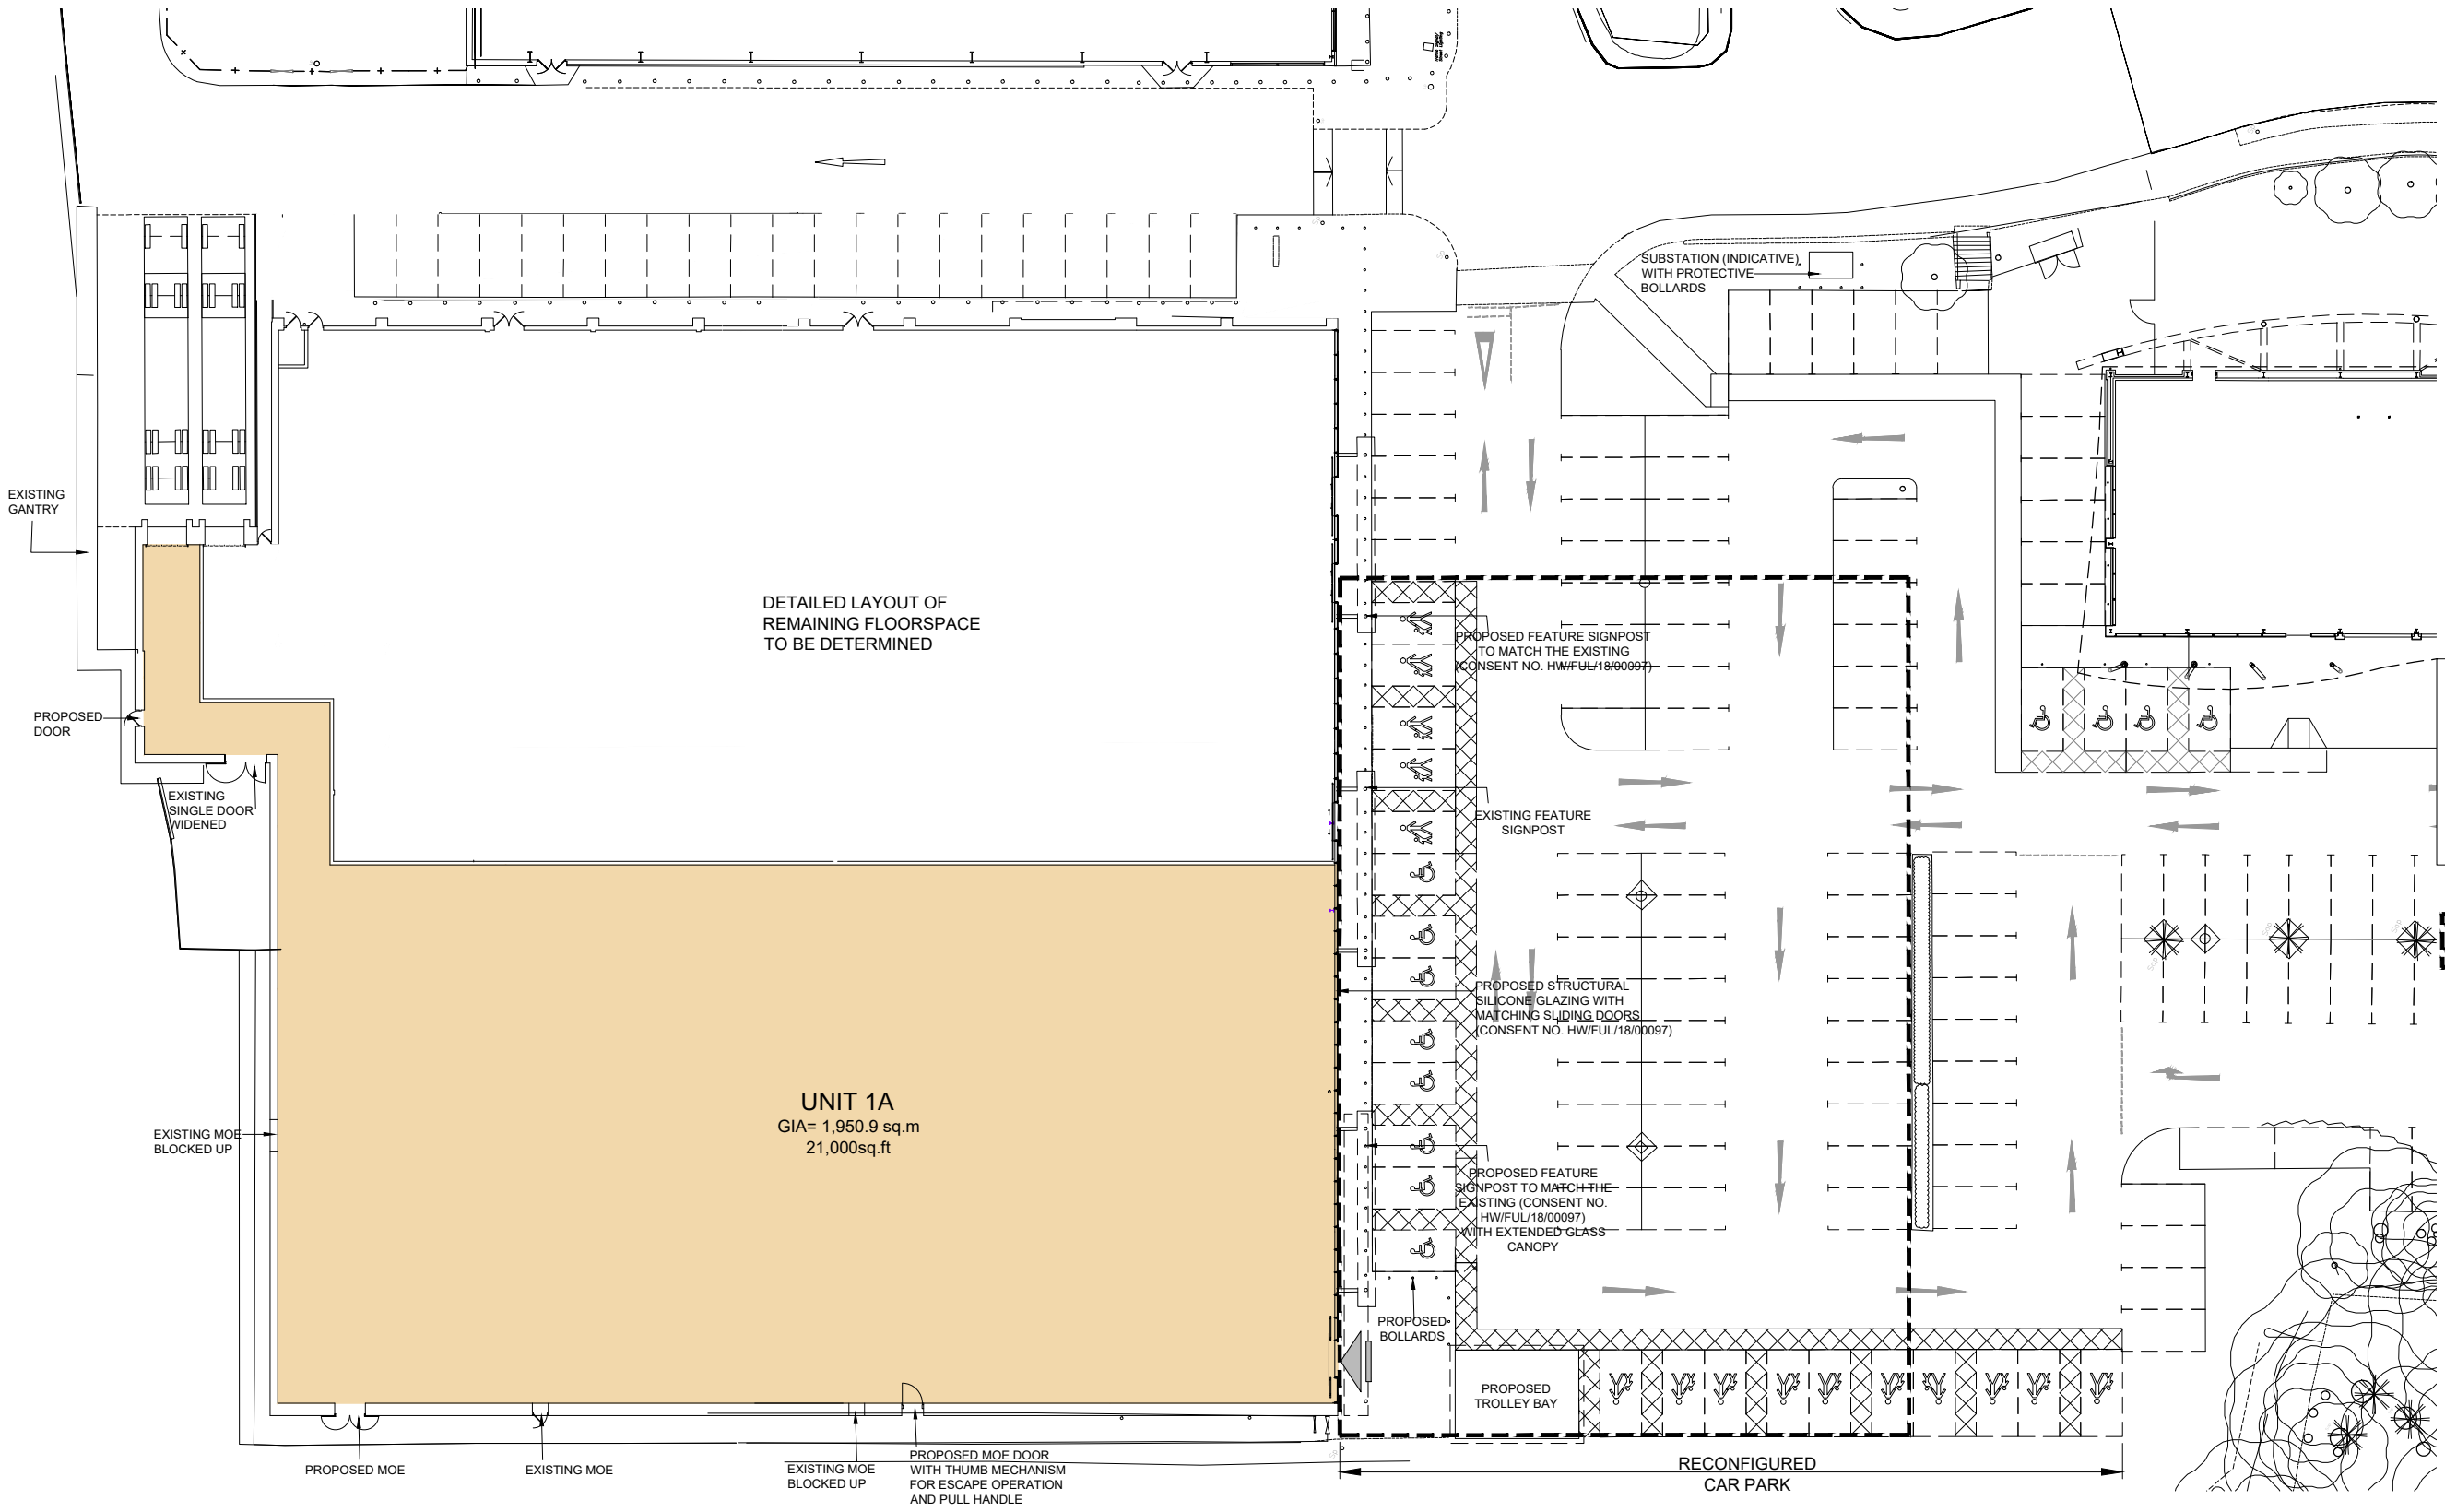 SUBSTATION (INDICATIVE)
WITH PROTECTIVE
BOLLARDS
EXISTING
GANTRY
DETAILED LAYOUT OF
REMAINING FLOORSPACE
TO BE DETERMINED
PROPOSED FEATURE SIGNPOST
TO MATCH THE EXISTING
(CONSENT NO. HW/FUL/18/00097)
PROPOSED
DOOR
EXISTING
SINGLE DOOR
WIDENED
EXISTING FEATURE
SIGNPOST
PROPOSED STRUCTURAL
SILICONE GLAZING WITH
MATCHING SLIDING DOORS
(CONSENT NO. HW/FUL/18/00097)
UNIT 1A
GIA= 1,950.9 sq.m
21,000sq.ft
EXISTING MOE
BLOCKED UP
PROPOSED FEATURE
SIGNPOST TO MATCH THE
EXISTING (CONSENT NO.
HW/FUL/18/00097)
WITH EXTENDED GLASS
CANOPY
PROPOSED
BOLLARDS
PROPOSED
TROLLEY BAY
PROPOSED MOE
EXISTING MOE
EXISTING MOE
BLOCKED UP
PROPOSED MOE DOOR
WITH THUMB MECHANISM
FOR ESCAPE OPERATION
AND PULL HANDLE
RECONFIGURED
CAR PARK